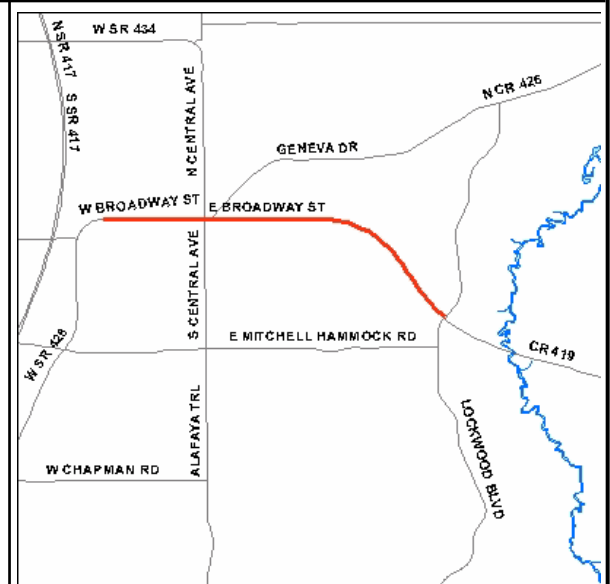 W SR 434
N SR 417
S SR 417
N CENTRAL AVE
N CR 426
GENEVA DR
W BROADWAY ST
E BROADWAY ST
S CENTRAL AVE
E MITCHELL HAMMOCK RD
CR 419
W SR 426
ALAFAYA TRL
LOCKWOOD BLVD
W CHAPMAN RD